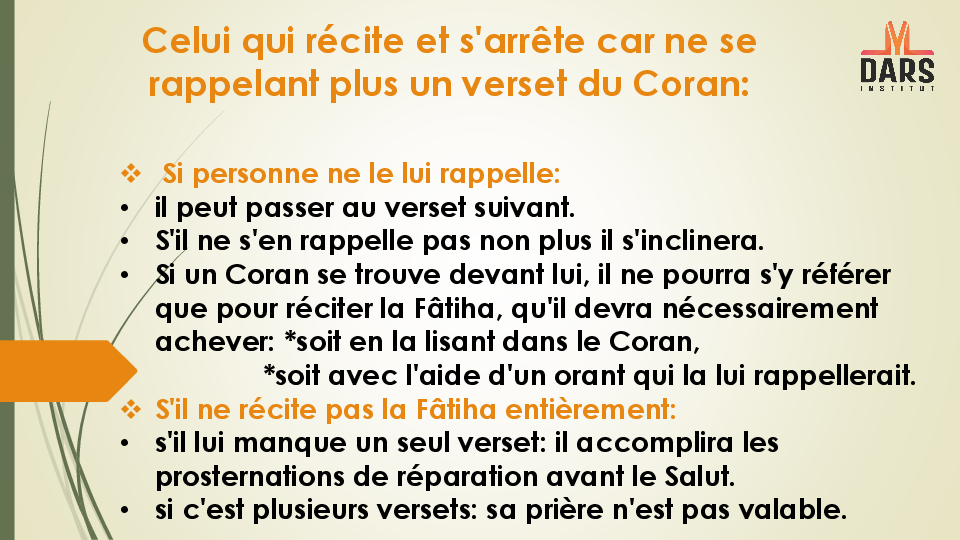 Celui qui récite et s'arrête car ne se
rappelant plus un verset du Coran:
DARS
INSTITUT
❖ Si personne ne le lui rappelle:
• il peut passer au verset suivant.
• S'il ne s'en rappelle pas non plus il s'inclinera.
• Si un Coran se trouve devant lui, il ne pourra s'y référer
que pour réciter la Fâtiha, qu'il devra nécessairement
achever: *soit en la lisant dans le Coran,
*soit avec l'aide d'un orant qui la lui rappellerait.
❖ S'il ne récite pas la Fâtiha entièrement:
• s'il lui manque un seul verset: il accomplira les
prosternations de réparation avant le Salut.
• si c'est plusieurs versets: sa prière n'est pas valable.